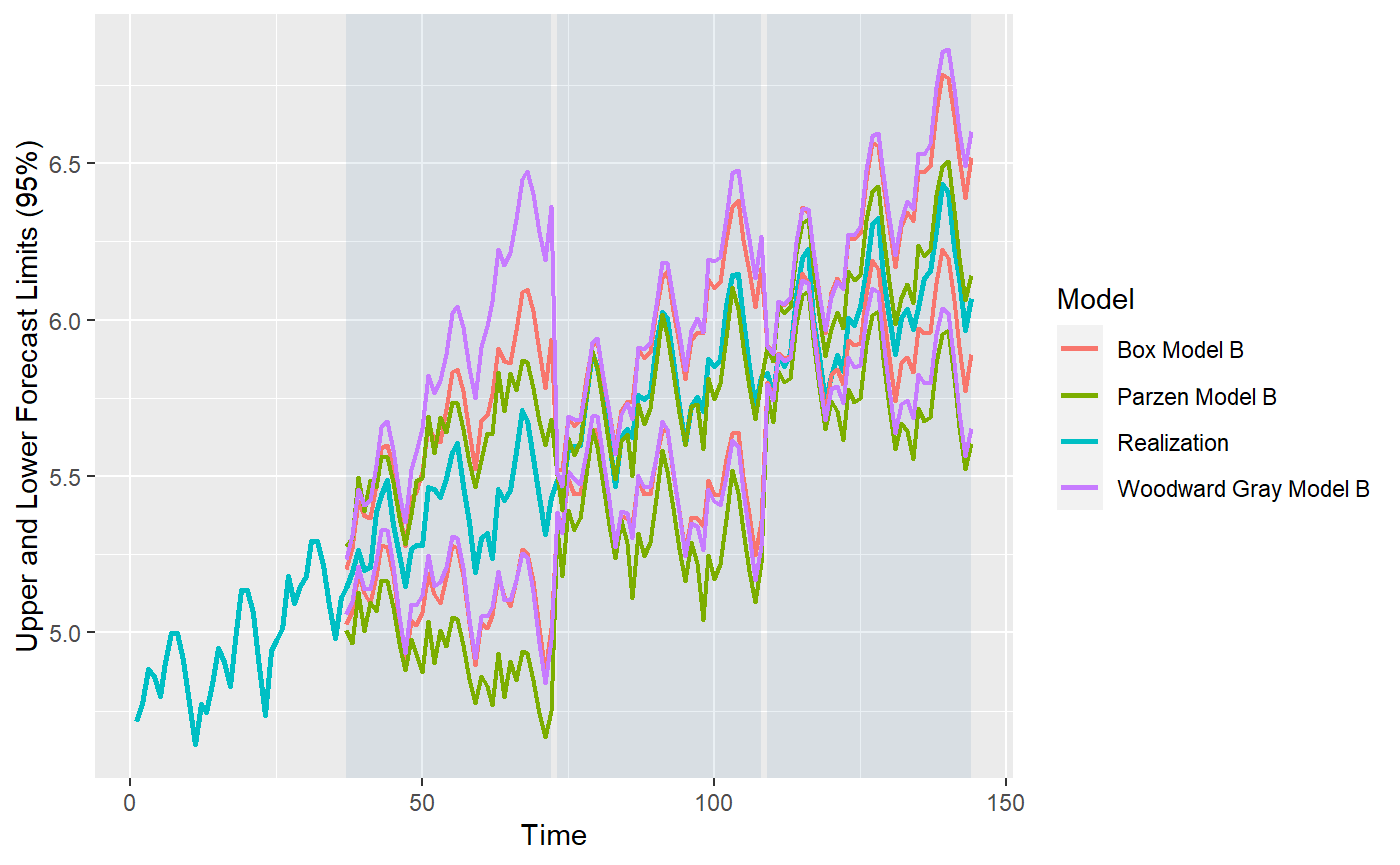 Upper and Lower Forecast Limits (95%)
6.5
6.0
5.5
5.0
0
50
100
150
Time
Model
Box Model B
Parzen Model B
Realization
Woodward Gray Model B